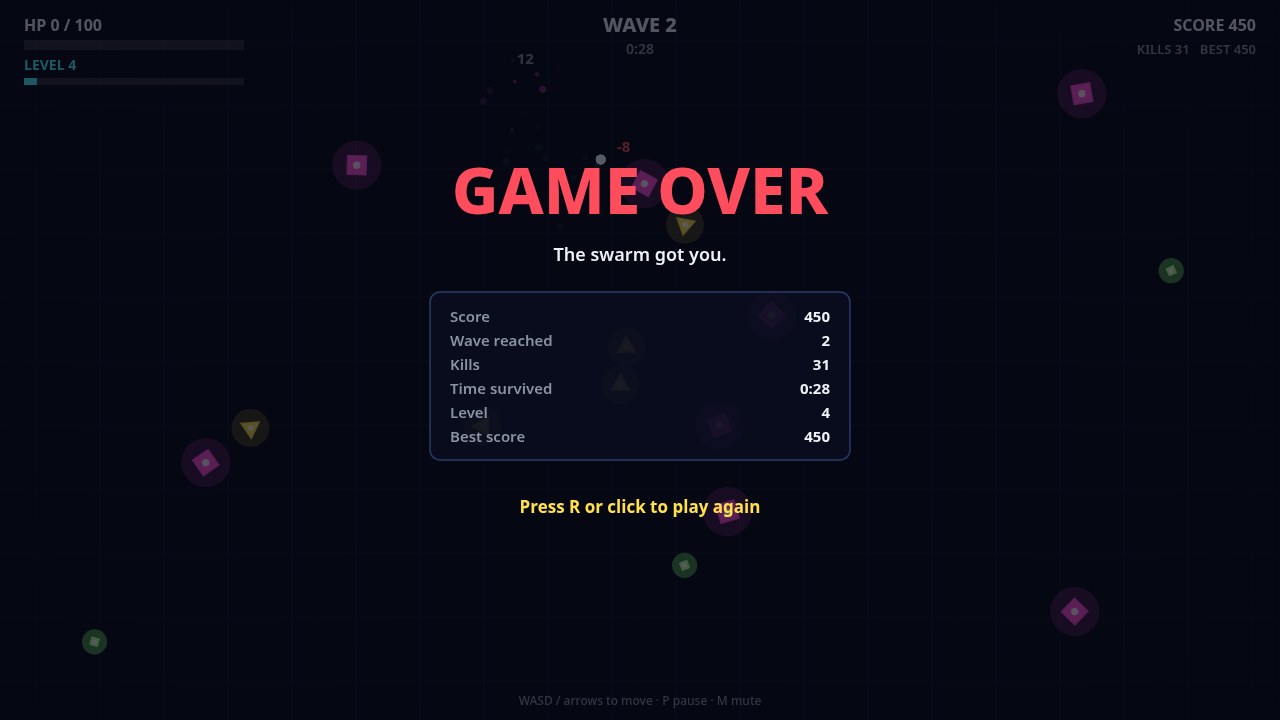 HP 0 / 100
WAVE 2
SCORE 450
0:28
KILLS 31 BEST 450
LEVEL 4
12
-8
GAME OVER
The swarm got you.
Score 450
Wave reached 2
Kills 31
Time survived 0:28
Level 4
Best score 450
Press R or click to play again
WASD / arrows to move · P pause · M mute